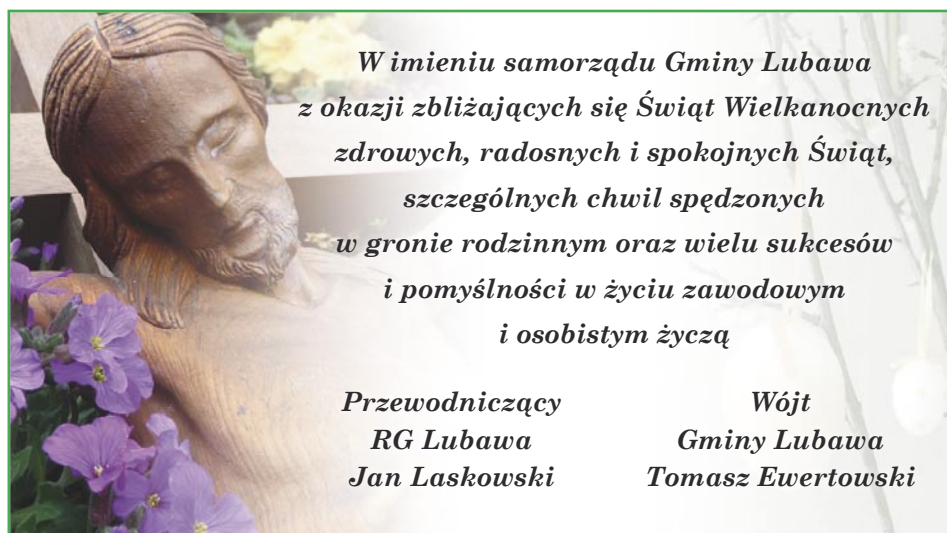 W imieniu samorządu Gminy Lubawa
z okazji zbliżających się Świąt Wielkanocnych
zdrowych, radosnych i spokojnych Świąt,
szczególnych chwil spędzonych
w gronie rodzinnym oraz wielu sukcesów
i pomyślności w życiu zawodowym
i osobistym życzą
Przewodniczący
RG Lubawa
Jan Laskowski
Wójt
Gminy Lubawa
Tomasz Ewertowski